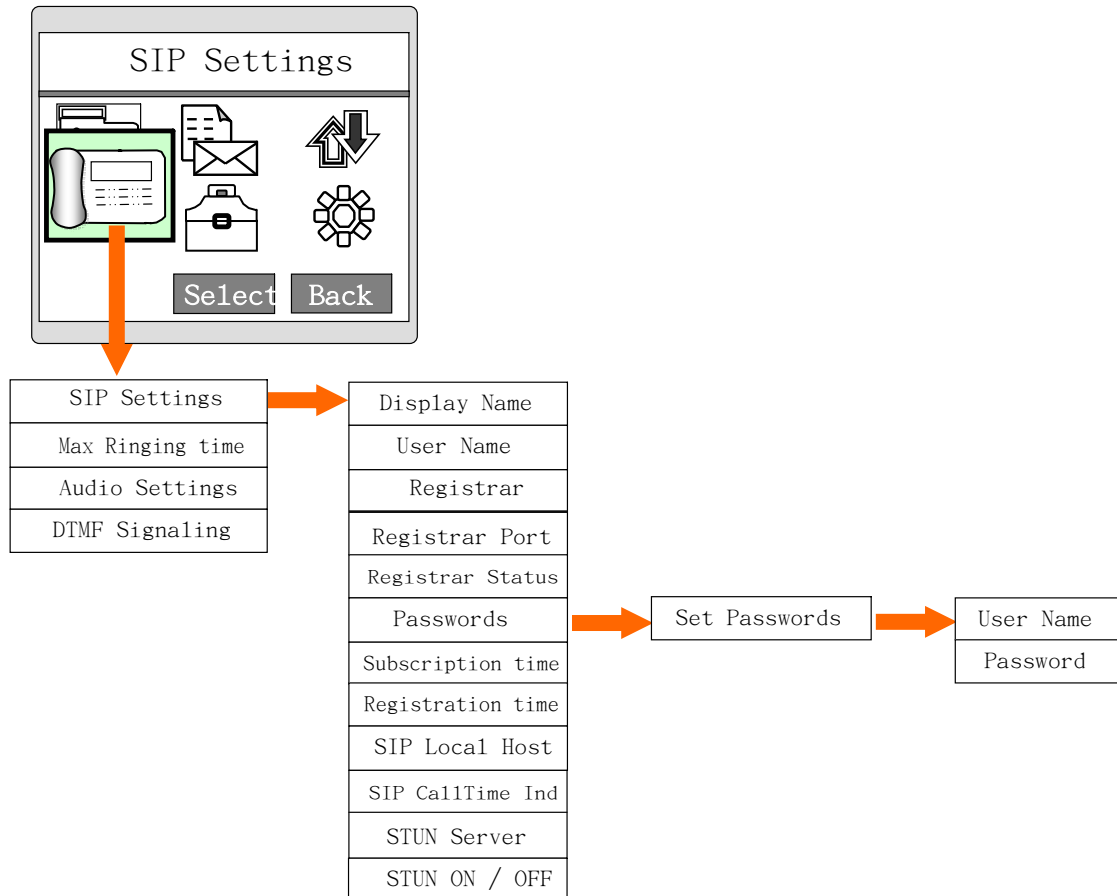 SIP Settings
Select
Back
SIP Settings
Max Ringing time
Audio Settings
DTMF Signaling
Display Name
User Name
Registrar
Registrar Port
Registrar Status
Passwords
Subscription time
Registration time
SIP Local Host
SIP CallTime Ind
STUN Server
STUN ON / OFF
Set Passwords
User Name
Password